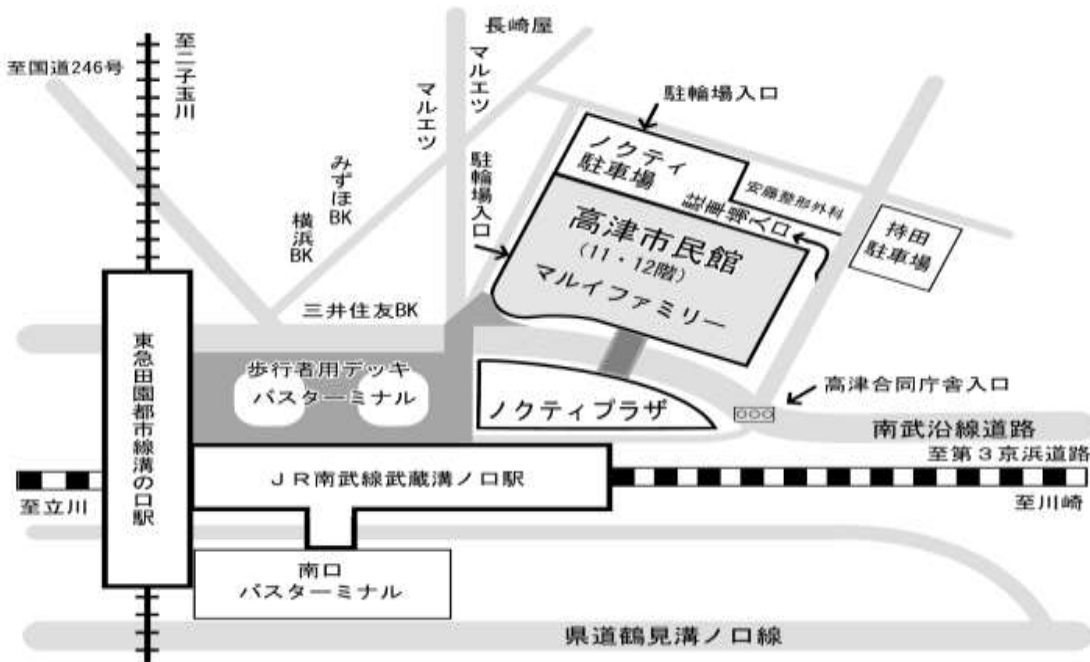 長崎屋
至二子玉川
至国道246号
マルエツ
マルエツ
駐輪場入口
ノクティ
駐車場
駐輪場入口
みずほBK
横浜BK
安藤整形外科
持田
駐車場
高津市民館
(11・12階)
マルイファミリー
三井住友BK
東急田園都市線溝の口駅
歩行者用デッキ
バスターミナル
ノクティプラザ
高津合同庁舎入口
南武沿線道路
至第3京浜道路
JR南武線武蔵溝ノ口駅
至立川
至川崎
南口
バスターミナル
県道鶴見溝ノ口線